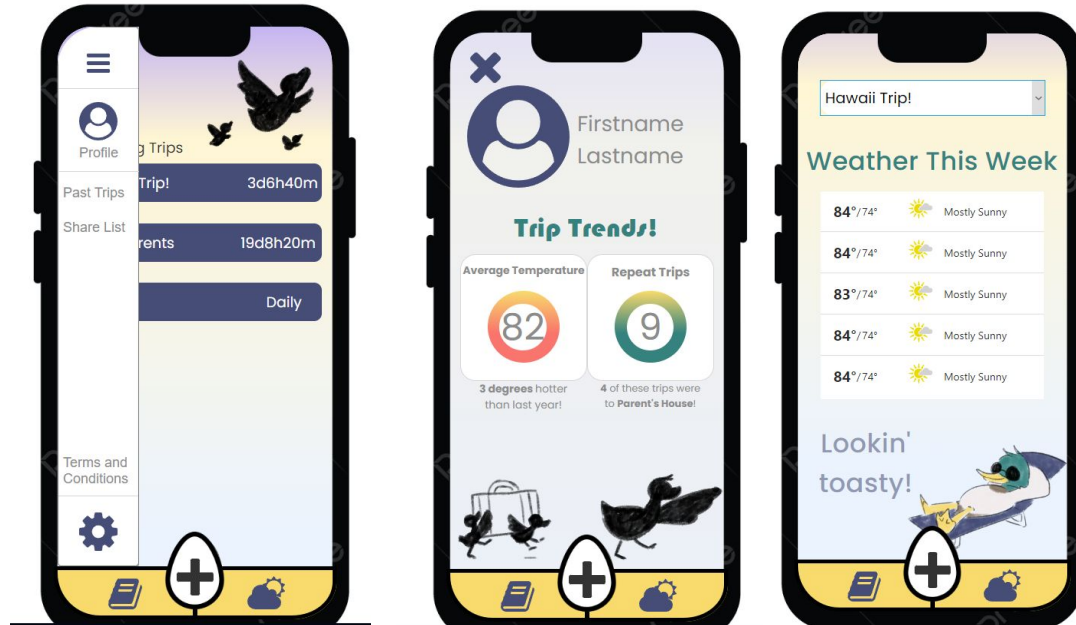 Profile
g Trips
Past Trips
Trip!
3d6h40m
Share List
rents
19d8h20m
Daily
Terms and
Conditions
Firstname
Lastname
Trip Trends!
Average Temperature
82
3 degrees hotter
than last year!
Repeat Trips
9
4 of these trips were
to Parent's House!
Hawaii Trip!
Weather This Week
84°/74° Mostly Sunny
84°/74° Mostly Sunny
83°/74° Mostly Sunny
84°/74° Mostly Sunny
84°/74° Mostly Sunny
Lookin'
toasty!